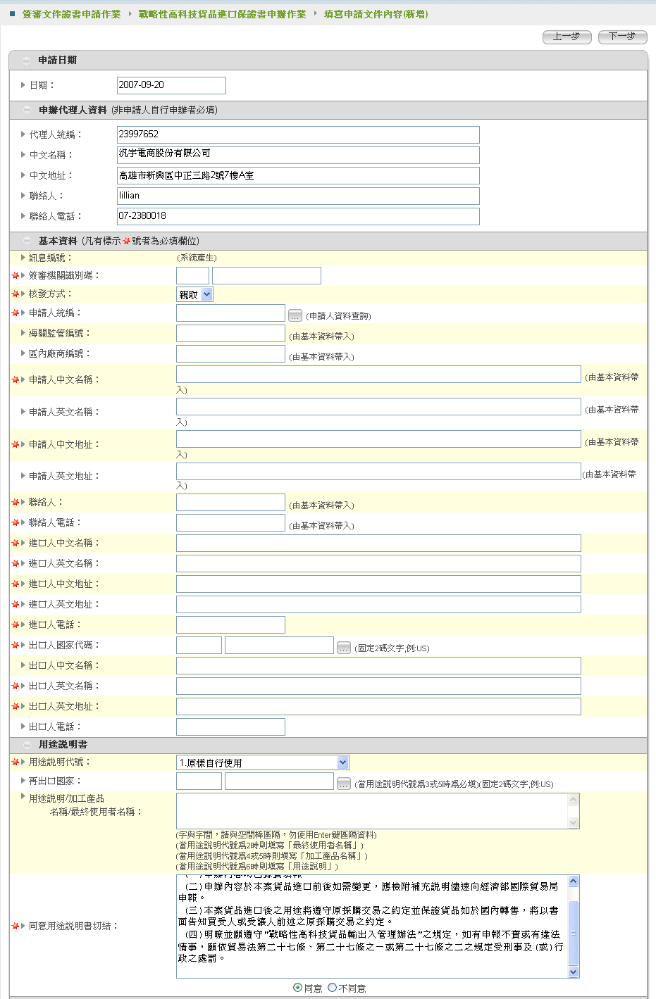 簽審文件證書申請作業 戰略性高科技貨品進口保證書申辦作業 填寫申請文件內容(新增)
上一步 下一步
申請日期
日期： 2007-09-20
申辦代理人資料 (非申請人自行申辦者必填)
代理人統編： 23997652
中文名稱： 汎宇電商股份有限公司
中文地址： 高雄市新興區中正三路2號7樓A室
聯絡人： lillian
聯絡人電話： 07-2380018
基本資料 (凡有標示 號者為必填欄位)
訊息編號： (系統產生)
簽審機關識別碼：
核發方式： 親取
申請人統編： ... (申請人資料查詢)
海關監管編號： (由基本資料帶入)
區內廠商編號： (由基本資料帶入)
申請人中文名稱： (由基本資料帶
入)
申請人英文名稱： (由基本資料帶
入)
申請人中文地址： (由基本資料帶
入)
申請人英文地址： (由基本資料帶
入)
聯絡人： (由基本資料帶入)
聯絡人電話： (由基本資料帶入)
進口人中文名稱：
進口人英文名稱：
進口人中文地址：
進口人英文地址：
進口人電話：
出口人國家代碼： ... (固定2碼文字,例:US)
出口人中文名稱：
出口人英文名稱：
出口人英文地址：
出口人電話：
用途說明書
用途說明代號： 1.原樣自行使用
再出口國家： ... (當用途說明代號為3或5時為必填)(固定2碼文字,例:US)
用途說明/加工產品
名稱/最終使用者名稱：
(字與字間，請與空間棒區隔，勿使用Enter鍵區隔資料)
(當用途說明代號為2時則填寫「最終使用者名稱」)
(當用途說明代號為4或5時則填寫「加工產品名稱」)
(當用途說明代號為6時則填寫「用途說明」)
(二)申辦內容於本案貨品進口前後如需變更，應檢附補充說明儘速向經濟部國際貿易局
申報。
(三)本案貨品進口後之用途將遵守原採購交易之約定並保證貨品如於國內轉售，將以書
面告知買受人或受讓人前述之原採購交易之約定。
(四)明瞭並願遵守"戰略性高科技貨品輸出入管理辦法"之規定，如有申報不實或有違法
情事，願依貿易法第二十七條、第二十七條之一或第二十七條之二之規定受刑事及(或)行
政之處罰。
同意用途說明書切結：
同意 不同意